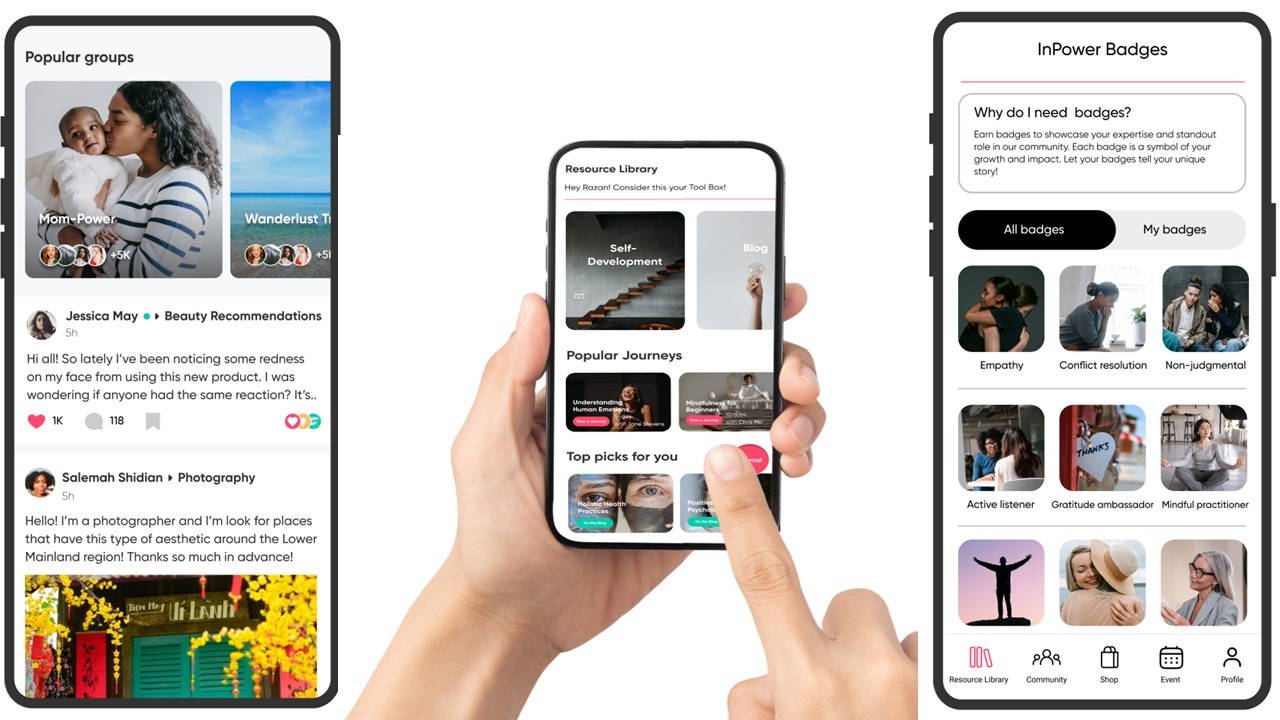 Popular groups
Mom-Power
+5K
Wanderlust
Jessica May
Beauty Recommendations
5h
Hi all! So lately I've been noticing some redness
on my face from using this new product. I was
wondering if anyone had the same reaction? It's..
1K
118
Salemah Shidian
Photography
5h
Hello! I'm a photographer and I'm look for places
that have this type of aesthetic around the Lower
Mainland region! Thanks so much in advance!
Resource Library
Hey Razan! Consider this your Tool Box!
Self-
Development
Blog
Popular Journeys
Understanding
Human Emotions
Take a Journey
with Jane Stevens
Mindfulness for
Beginners
Take a Journey
10 days
with Chris Mo
Top picks for you
Holistic Health
Practices
Go the Blog
Go the Blog
InPower Badges
Why do I need badges?
Earn badges to showcase your expertise and standout
role in our community. Each badge is a symbol of your
growth and impact. Let your badges tell your unique
story!
All badges
My badges
Empathy
Conflict resolution
Non-judgmental
THANKS
Active listener
Gratitude ambassador
Mindful practitioner
Resource Library
Community
Shop
Event
Profile